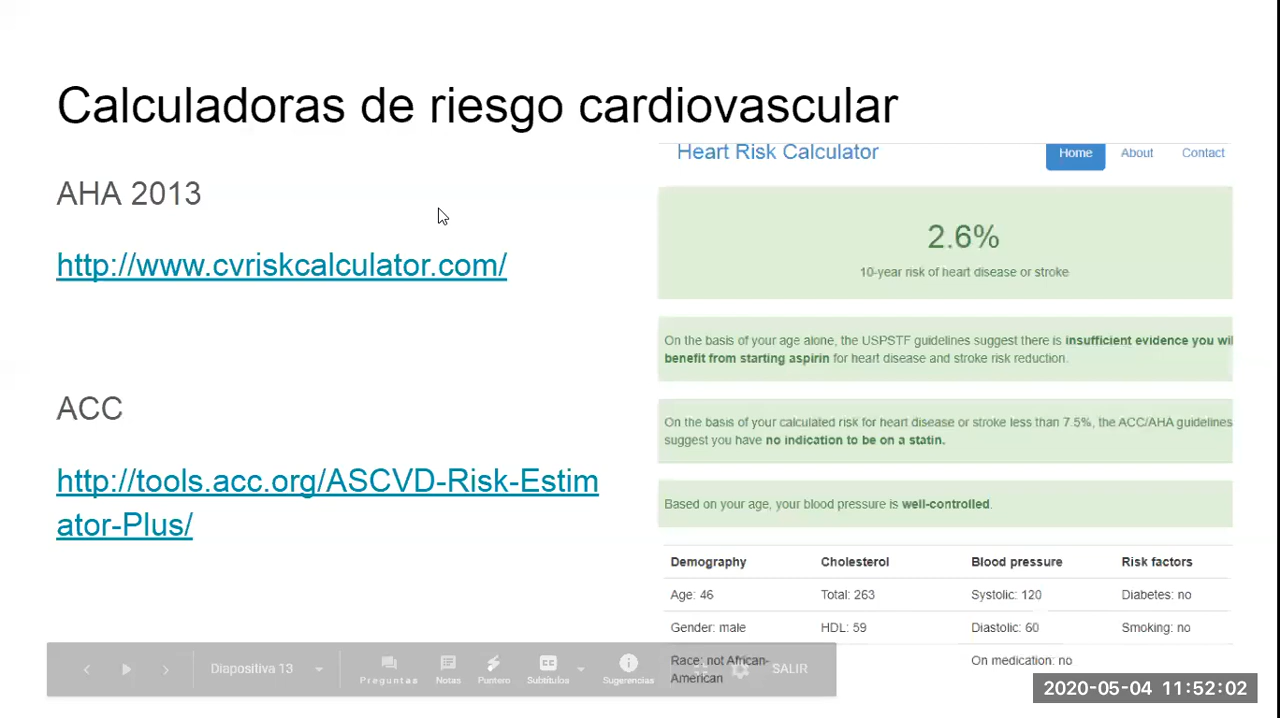 Calculadoras de riesgo cardiovascular
AHA 2013
http://www.cvriskcalculator.com/
ACC
http://tools.acc.org/ASCVD-Risk-Estim
ator-Plus/
Heart Risk Calculator
Home About Contact
2.6%
10-year risk of heart disease or stroke
On the basis of your age alone, the USPSTF guidelines suggest there is insufficient evidence you wil
benefit from starting aspirin for heart disease and stroke risk reduction.
On the basis of your calculated risk for heart disease or stroke less than 7.5%, the ACC/AHA guidelines
suggest you have no indication to be on a statin.
Based on your age, your blood pressure is well-controlled.
Demography Cholesterol Blood pressure Risk factors
Age: 46 Total: 263 Systolic: 120 Diabetes: no
Gender: male HDL: 59 Diastolic: 60 Smoking: no
Race: not African- On medication: no
American
Diapositiva 13 Preguntas Notas Puntero Subtítulos Sugerencias SALIR
2020-05-04 11:52:02